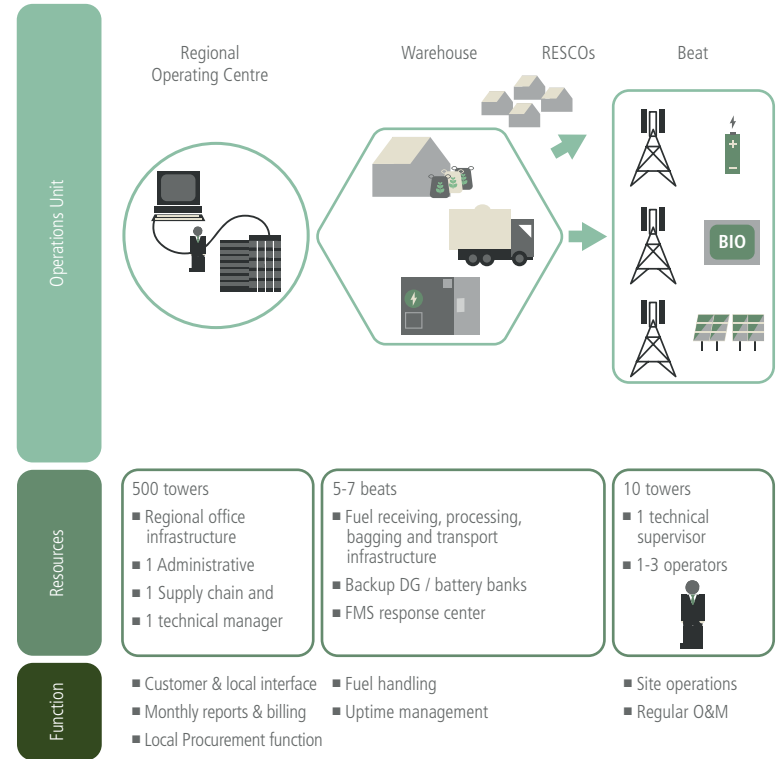 Operations Unit
Regional
Operating Centre
Warehouse
RESCOs
Beat
BIO
Resources
500 towers
■ Regional office
infrastructure
■ 1 Administrative
■ 1 Supply chain and
■ 1 technical manager
5-7 beats
■ Fuel receiving, processing,
bagging and transport
infrastructure
■ Backup DG / battery banks
■ FMS response center
10 towers
■ 1 technical
supervisor
■ 1-3 operators
Function
■ Customer & local interface
■ Monthly reports & billing
■ Local Procurement function
■ Fuel handling
■ Uptime management
■ Site operations
■ Regular O&M